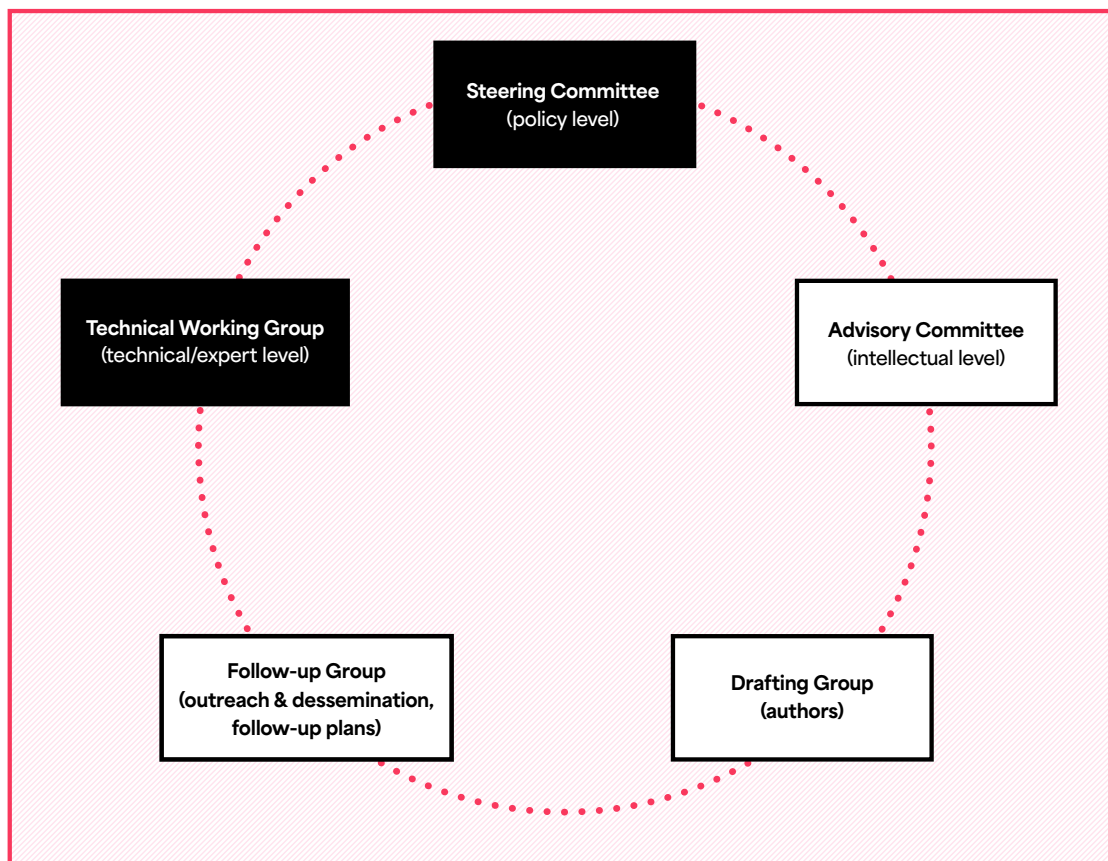 Steering Committee
(policy level)
Technical Working Group
(technical/expert level)
Advisory Committee
(intellectual level)
Follow-up Group
(outreach & dessemination,
follow-up plans)
Drafting Group
(authors)